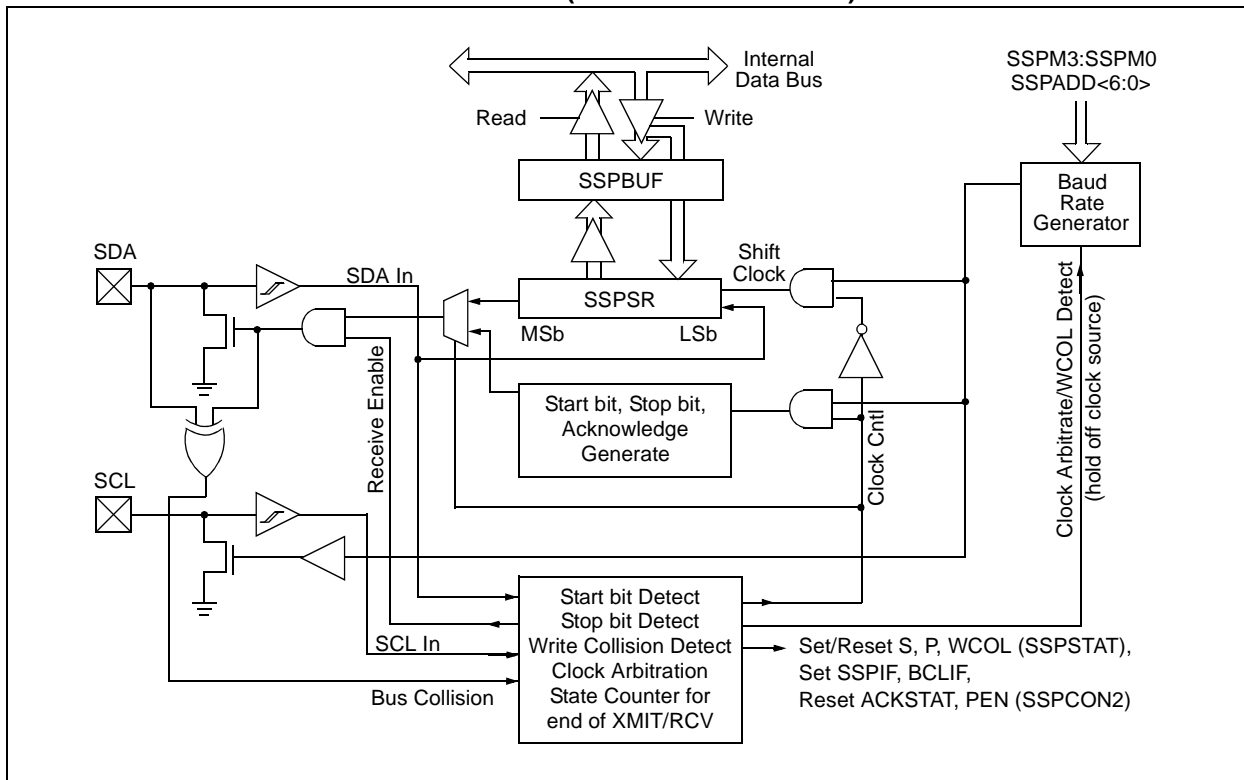 Internal
Data Bus
SSPM3:SSPM0
SSPADD<6:0>
Read
Write
SSPBUF
Baud
Rate
Generator
SDA
SDA In
Shift
Clock
SSPSR
MSb
LSb
Start bit, Stop bit,
Acknowledge
Generate
Receive Enable
Clock Cntl
Clock Arbitrate/WCOL Detect
(hold off clock source)
SCL
SCL In
Bus Collision
Start bit Detect
Stop bit Detect
Write Collision Detect
Clock Arbitration
State Counter for
end of XMIT/RCV
Set/Reset S, P, WCOL (SSPSTAT),
Set SSPIF, BCLIF,
Reset ACKSTAT, PEN (SSPCON2)